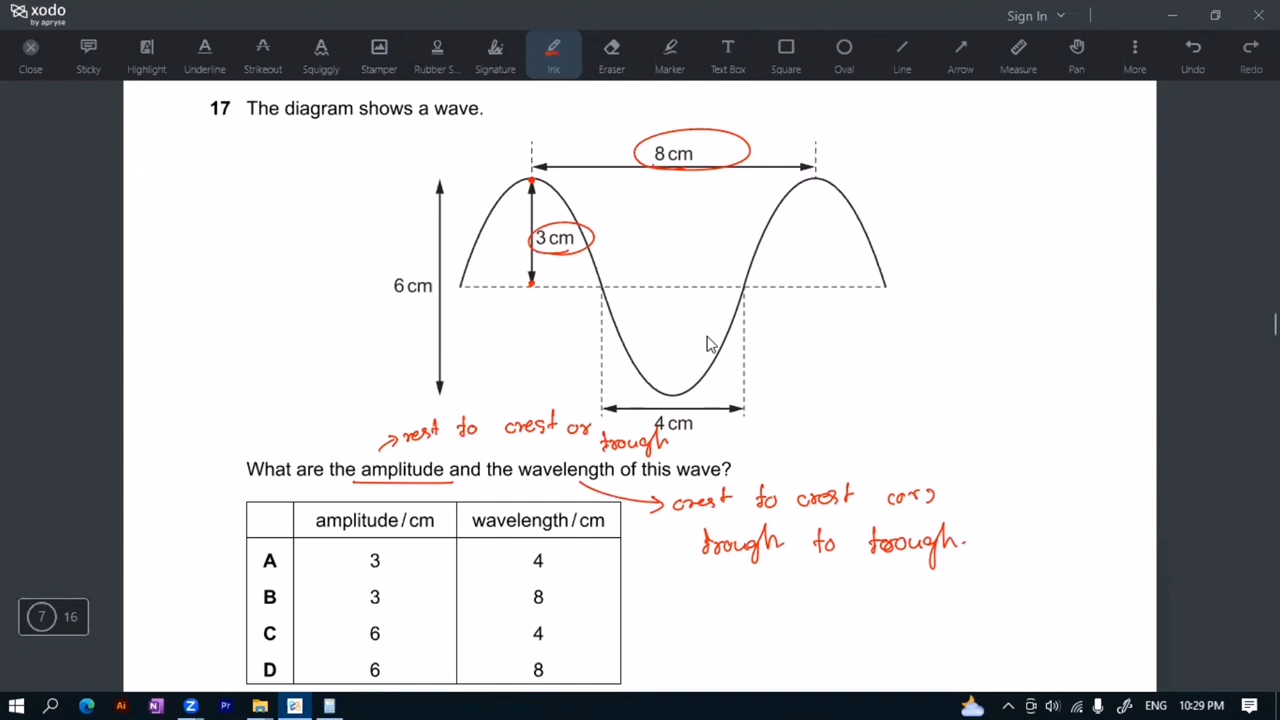 xodo
by apryse
Sign In
Close
Sticky
Highlight
Underline
Strikeout
Squiggly
Stamper
Rubber S...
Signature
Ink
Eraser
Marker
Text Box
Square
Oval
Line
Arrow
Measure
Pan
More
Undo
Redo
17 The diagram shows a wave.
8 cm
3 cm
6 cm
4 cm
rest to crest or
trough
What are the amplitude and the wavelength of this wave?
crest to crest (or)
trough to trough.
amplitude / cm wavelength / cm
A 3 4
B 3 8
C 6 4
D 6 8
7 16
ENG 10:29 PM